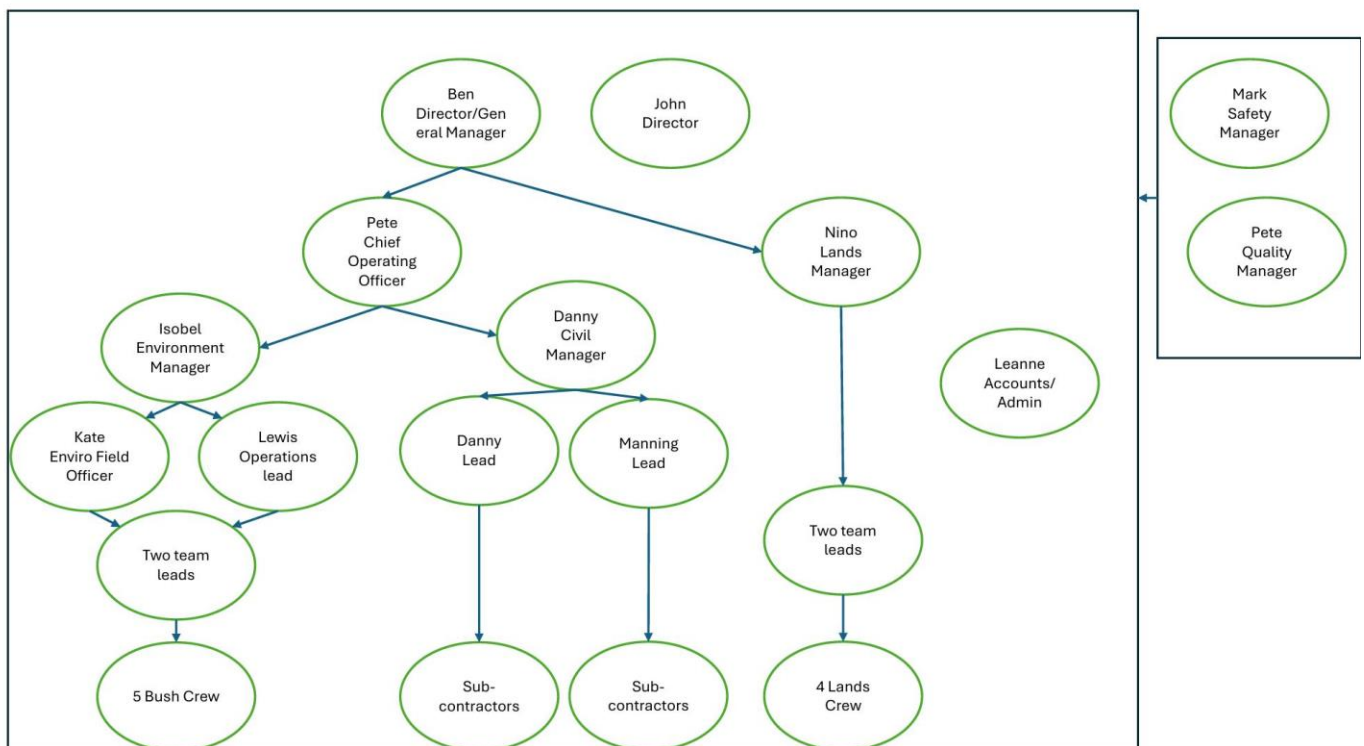 Ben
Director/Gen
eral Manager
John
Director
Mark
Safety
Manager
Pete
Chief
Operating
Officer
Nino
Lands
Manager
Pete
Quality
Manager
Isobel
Environment
Manager
Danny
Civil
Manager
Leanne
Accounts/
Admin
Kate
Enviro Field
Officer
Lewis
Operations
lead
Danny
Lead
Manning
Lead
Two team
leads
Two team
leads
5 Bush Crew
Sub-
contractors
Sub-
contractors
4 Lands
Crew